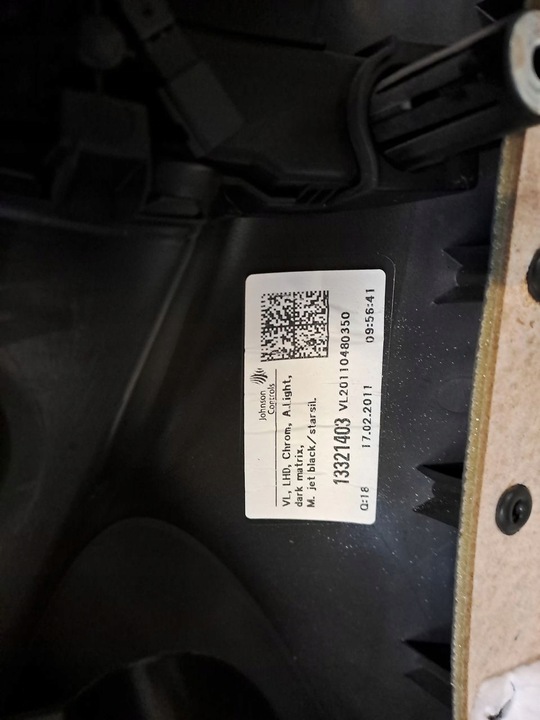 Johnson
Controls
VL, LHD, Chrom, A.Light,
dark matrix,
M. jet black/starsil.
13321403 VL20110480350
Q:18 17.02.2011 09:56:41